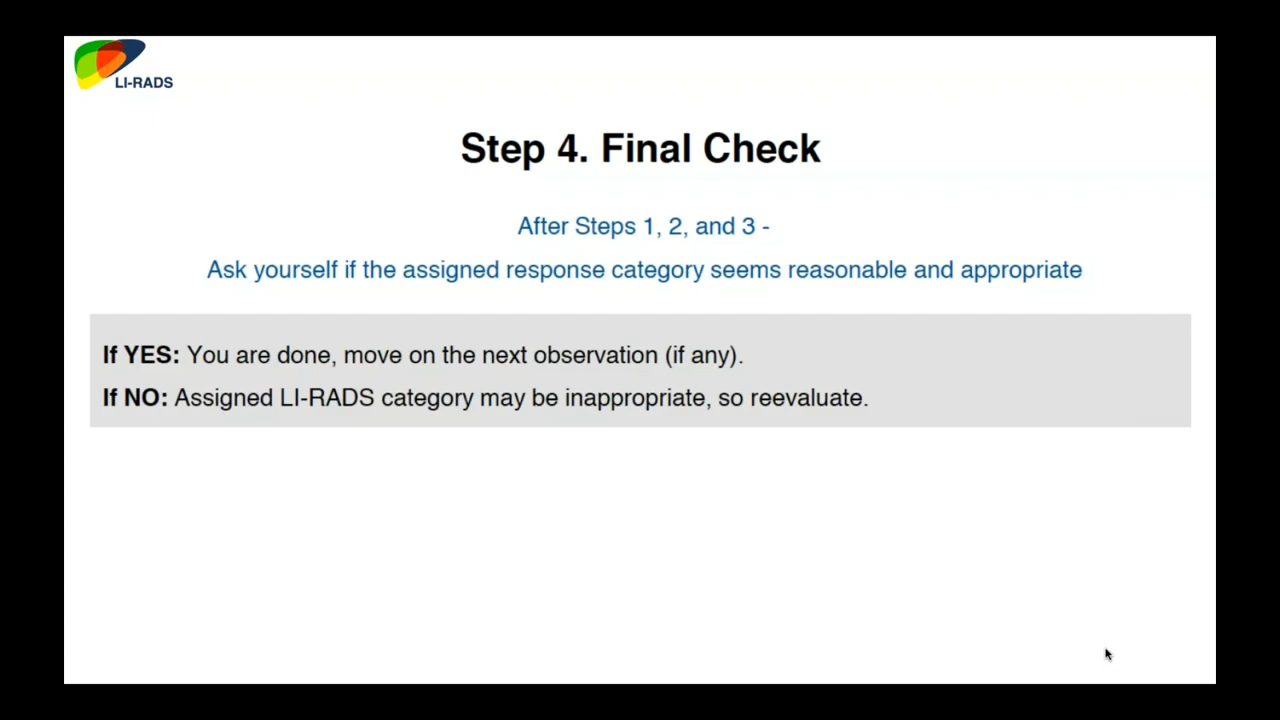 LI-RADS
Step 4. Final Check
After Steps 1, 2, and 3 -
Ask yourself if the assigned response category seems reasonable and appropriate
If YES: You are done, move on the next observation (if any).
If NO: Assigned LI-RADS category may be inappropriate, so reevaluate.